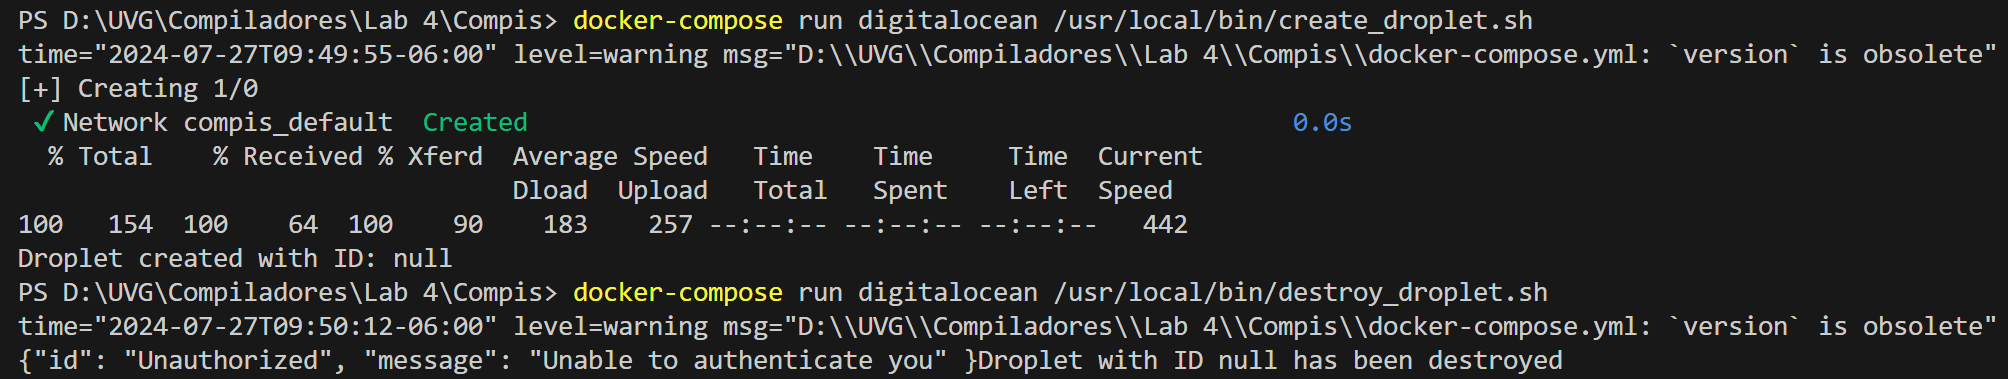 PS D:\UVG\Compiladores\Lab 4\Compis> docker-compose run digitalocean /usr/local/bin/create_droplet.sh
time="2024-07-27T09:49:55-06:00" level=warning msg="D:\\UVG\\Compiladores\\Lab 4\\Compis\\docker-compose.yml: `version` is obsolete"
[+] Creating 1/0
✓ Network compis_default  Created  0.0s
% Total    % Received % Xferd  Average Speed   Time    Time     Time  Current
Dload  Upload   Total   Spent    Left  Speed
100   154  100    64  100    90    183    257 --:--:-- --:--:-- --:--:--   442
Droplet created with ID: null
PS D:\UVG\Compiladores\Lab 4\Compis> docker-compose run digitalocean /usr/local/bin/destroy_droplet.sh
time="2024-07-27T09:50:12-06:00" level=warning msg="D:\\UVG\\Compiladores\\Lab 4\\Compis\\docker-compose.yml: `version` is obsolete"
{"id": "Unauthorized", "message": "Unable to authenticate you" }Droplet with ID null has been destroyed